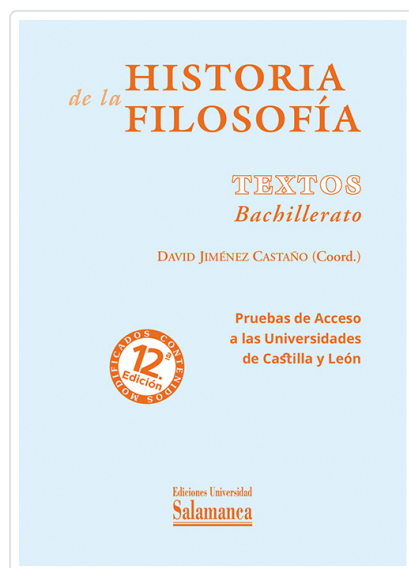 HISTORIA
de la FILOSOFÍA
TEXTOS
Bachillerato
DAVID JIMÉNEZ CASTAÑO (Coord.)
Pruebas de Acceso
a las Universidades
de Castilla y León
MODIFICADOS CONTENIDOS
12.ª
Edición
Ediciones Universidad
Salamanca